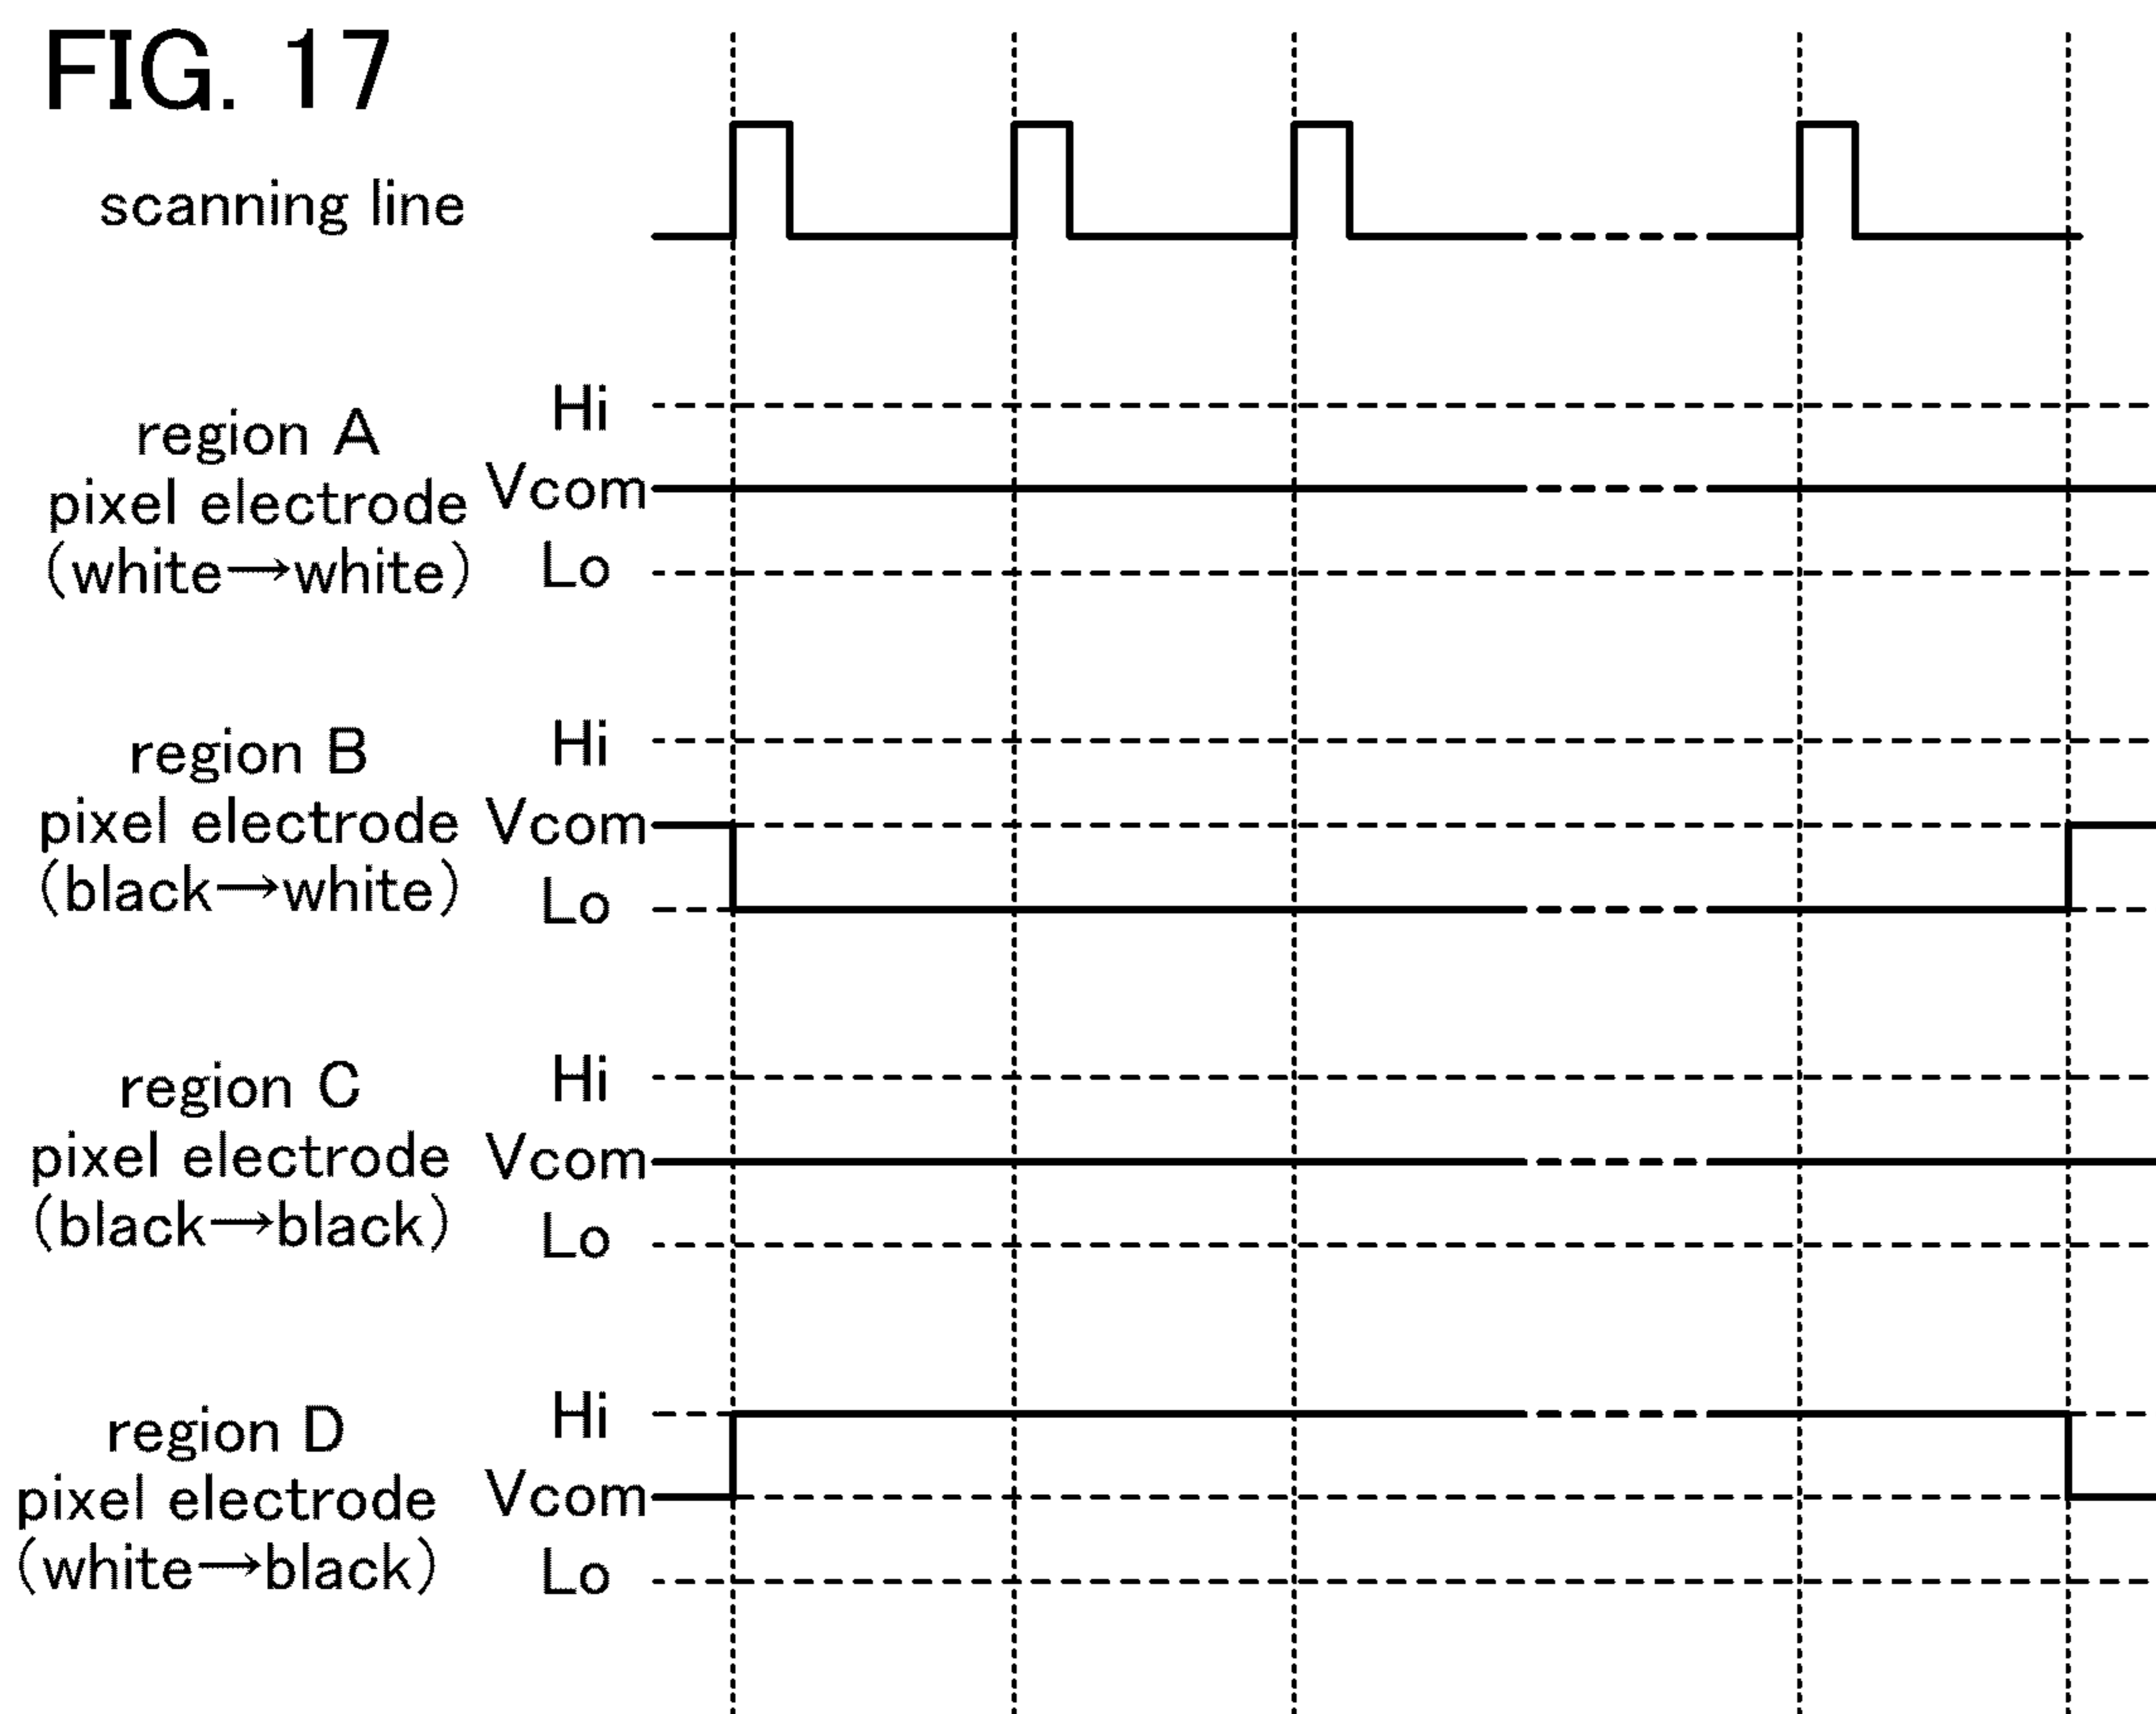 FIG. 17
scanning line
region A
pixel electrode
(white→white)
Hi
Vcom
Lo
region B
pixel electrode
(black→white)
Hi
Vcom
Lo
region C
pixel electrode
(black→black)
Hi
Vcom
Lo
region D
pixel electrode
(white→black)
Hi
Vcom
Lo